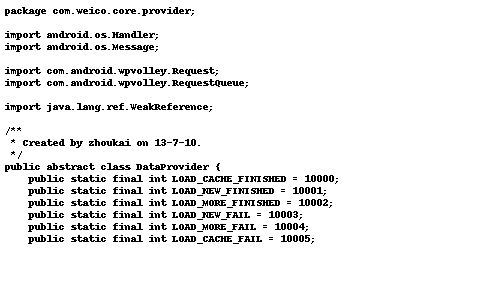 package com.weico.core.provider;

import android.os.Handler;
import android.os.Message;

import com.android.wpvolley.Request;
import com.android.wpvolley.RequestQueue;

import java.lang.ref.WeakReference;

/**
 * Created by zhoukai on 13-7-10.
 */
public abstract class DataProvider {
    public static final int LOAD_CACHE_FINISHED = 10000;
    public static final int LOAD_NEW_FINISHED = 10001;
    public static final int LOAD_MORE_FINISHED = 10002;
    public static final int LOAD_NEW_FAIL = 10003;
    public static final int LOAD_MORE_FAIL = 10004;
    public static final int LOAD_CACHE_FAIL = 10005;